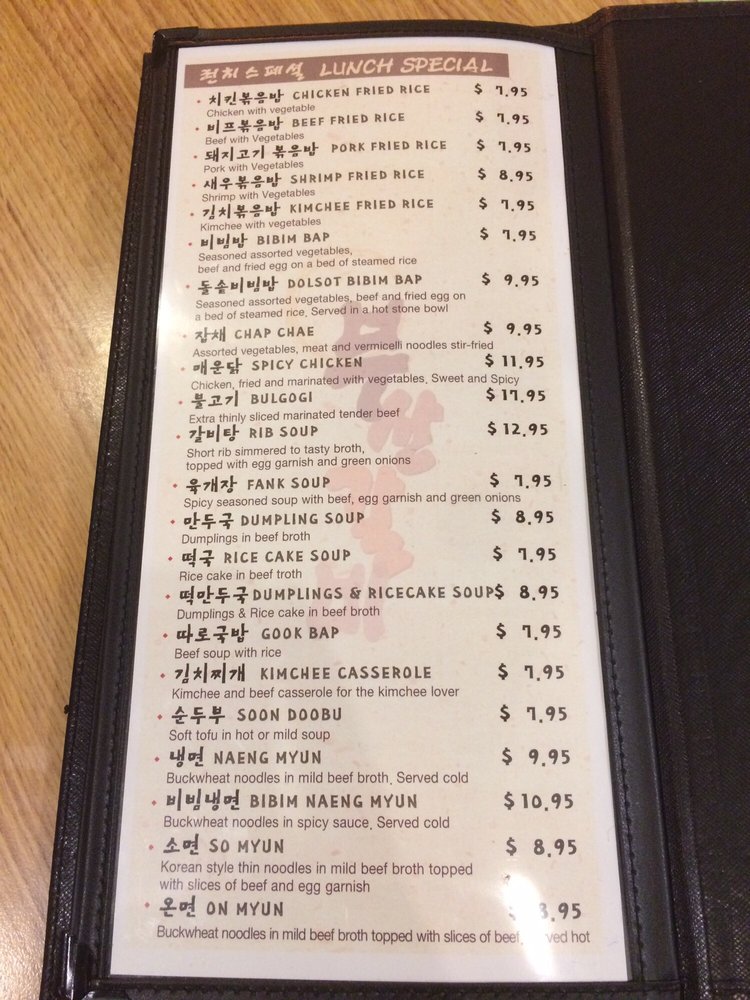 런치스페셜 LUNCH SPECIAL
• 치킨볶음밥 CHICKEN FRIED RICE $ 7.95
Chicken with vegetable
• 비프볶음밥 BEEF FRIED RICE $ 7.95
Beef with Vegetables
• 돼지고기 볶음밥 PORK FRIED RICE $ 7.95
Pork with Vegetables
• 새우볶음밥 SHRIMP FRIED RICE $ 8.95
Shrimp with Vegetables
• 김치볶음밥 KIMCHEE FRIED RICE $ 7.95
Kimchee with vegetables
• 비빔밥 BIBIM BAP $ 7.95
Seasoned assorted vegetables,
beef and fried egg on a bed of steamed rice
• 돌솥비빔밥 DOLSOT BIBIM BAP $ 9.95
Seasoned assorted vegetables, beef and fried egg on
a bed of steamed rice, Served in a hot stone bowl
• 잡채 CHAP CHAE $ 9.95
Assorted vegetables, meat and vermicelli noodles stir-fried
• 매운닭 SPICY CHICKEN $ 11.95
Chicken, fried and marinated with vegetables, Sweet and Spicy
• 불고기 BULGOGI $ 17.95
Extra thinly sliced marinated tender beef
• 갈비탕 RIB SOUP $ 12.95
Short rib simmered to tasty broth,
topped with egg garnish and green onions
• 육개장 FANK SOUP $ 7.95
Spicy seasoned soup with beef, egg garnish and green onions
• 만두국 DUMPLING SOUP $ 8.95
Dumplings in beef broth
• 떡국 RICE CAKE SOUP $ 7.95
Rice cake in beef troth
• 떡만두국 DUMPLINGS & RICECAKE SOUP $ 8.95
Dumplings & Rice cake in beef broth
• 따로국밥 GOOK BAP $ 7.95
Beef soup with rice
• 김치찌개 KIMCHEE CASSEROLE $ 7.95
Kimchee and beef casserole for the kimchee lover
• 순두부 SOON DOOBU $ 7.95
Soft tofu in hot or mild soup
• 냉면 NAENG MYUN $ 9.95
Buckwheat noodles in mild beef broth, Served cold
• 비빔냉면 BIBIM NAENG MYUN $ 10.95
Buckwheat noodles in spicy sauce, Served cold
• 소면 SO MYUN $ 8.95
Korean style thin noodles in mild beef broth topped
with slices of beef and egg garnish
• 온면 ON MYUN
Buckwheat noodles in mild beef broth topped with slices of beef, hot